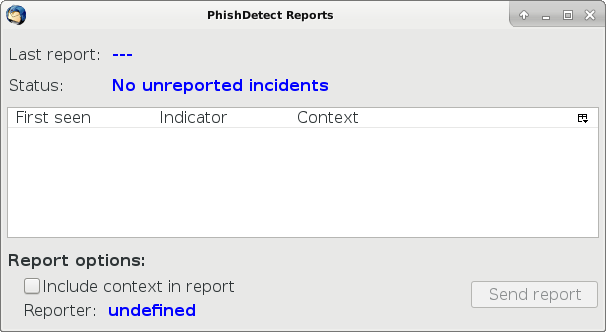 PhishDetect Reports
Last report: ---
Status: No unreported incidents
First seen Indicator Context
Report options:
Include context in report
Reporter: undefined
Send report